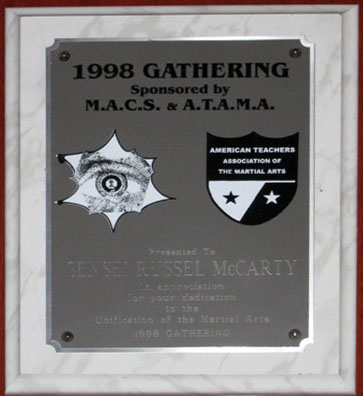 1998 GATHERING
Sponsored by
M.A.C.S. & A.T.A.M.A.
AMERICAN TEACHERS
ASSOCIATION OF
THE MARTIAL ARTS
Presented To
SENSEI RUSSEL McCARTY
in appreciation
for your dedication
to the
Unification of the Martial Arts
1998 GATHERING